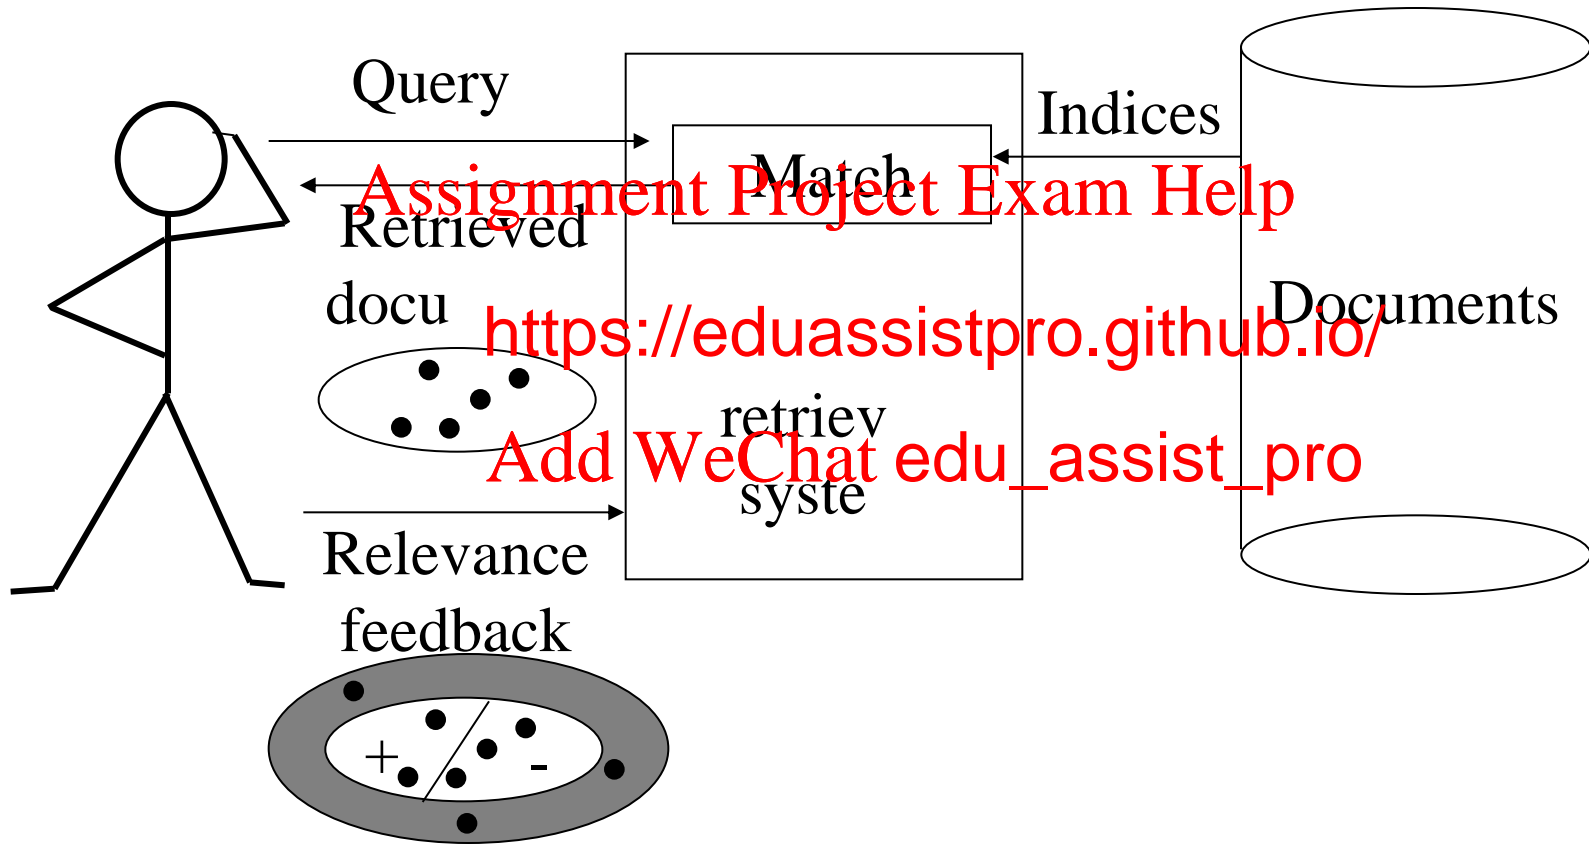 Query
Indices
Match
Assignment Project Exam Help
Retrieved
docu
https://eduassistpro.github.io/
Documents
retriev
Add WeChat edu_assist_pro
syste
Relevance
feedback
+
-